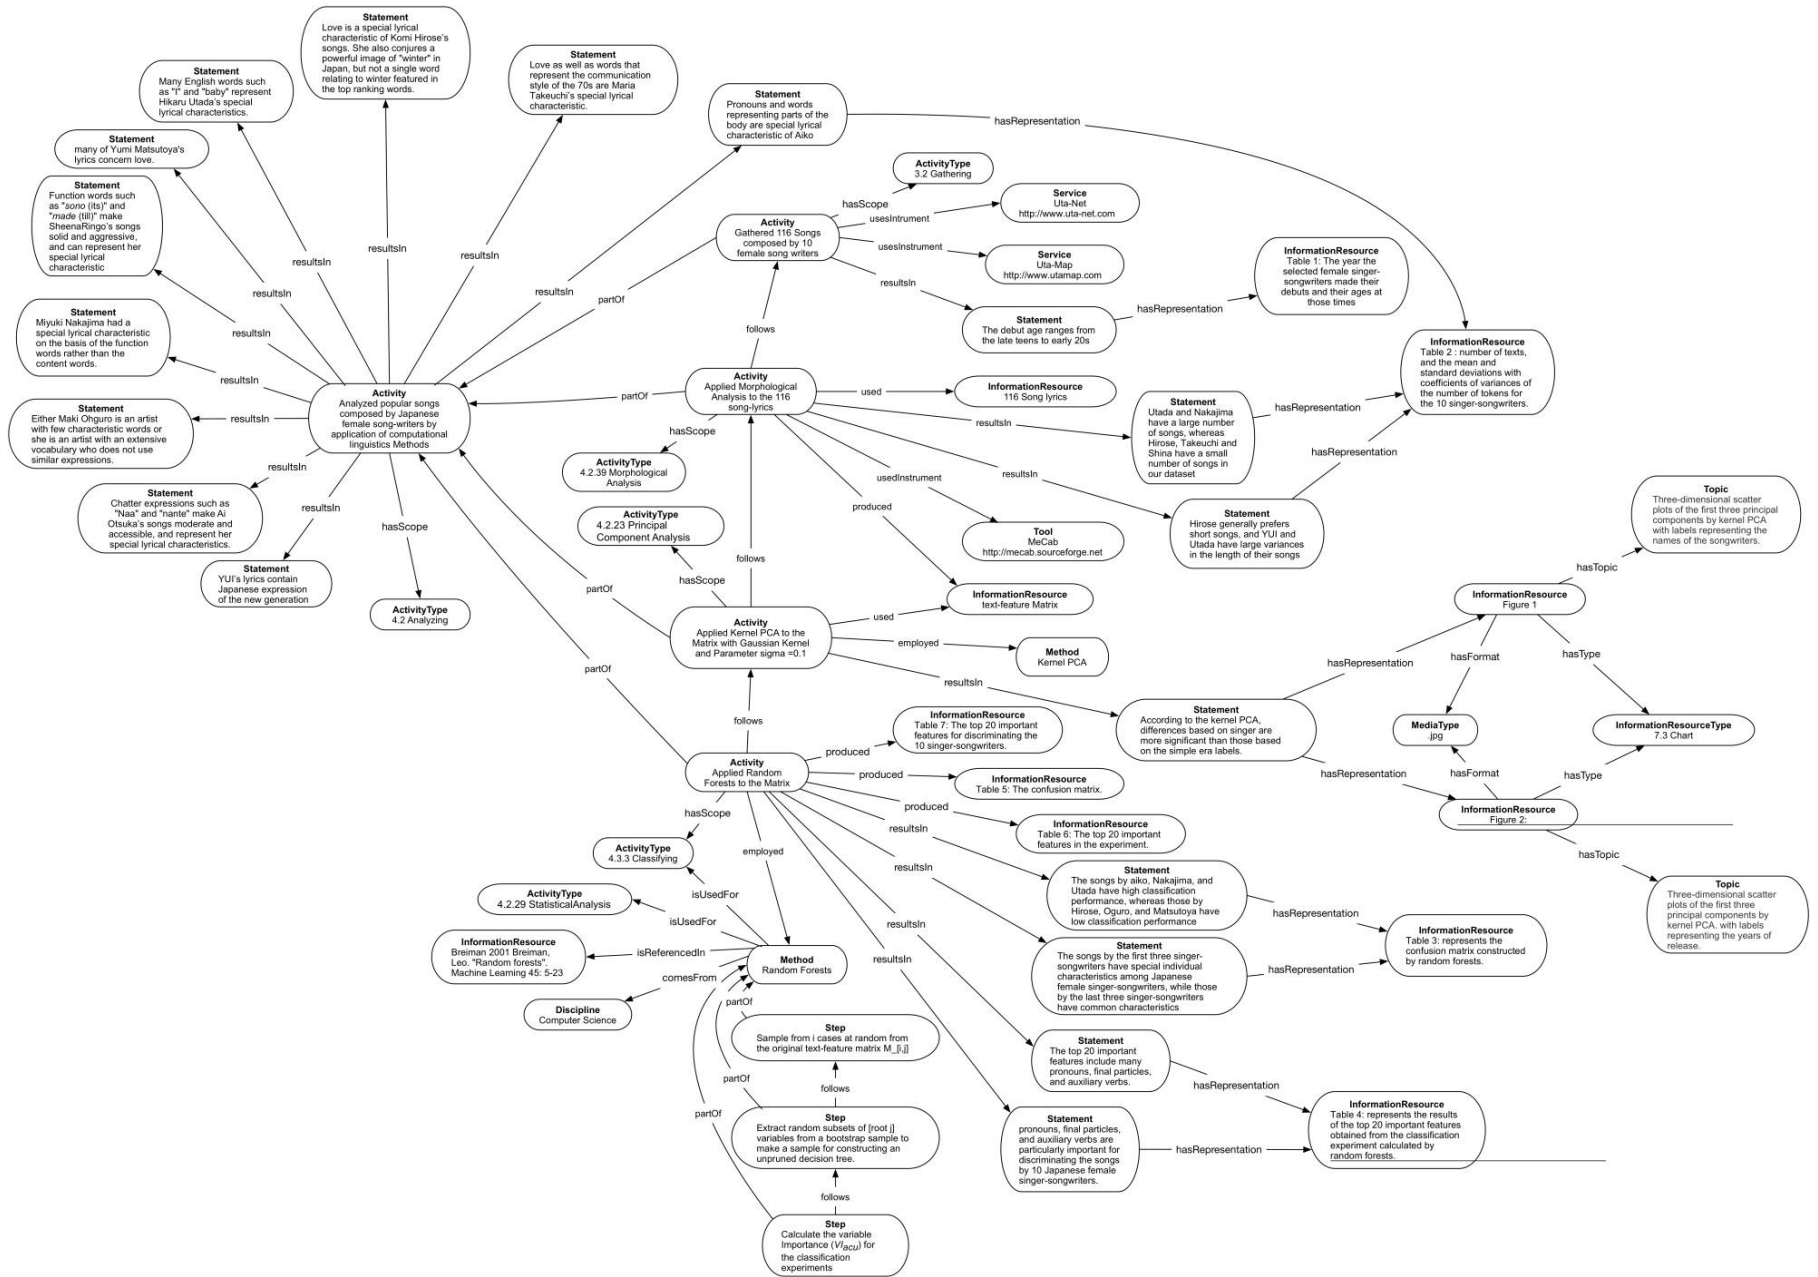 Statement
Love is a special lyrical
characteristic of Komi Hirose's
songs. She also conjures a
powerful image of "winter" in
Japan, but not a single word
relating to winter featured in
the top ranking words.
Statement
Love as well as words that
represent the communication
style of the 70s are Maria
Takeuchi's special lyrical
characteristic.
Statement
Many English words such
as "I" and "baby" represent
Hikaru Utada's special
lyrical characteristics.
Statement
Pronouns and words
representing parts of the
body are special lyrical
characteristic of Aiko
hasRepresentation
Statement
many of Yumi Matsutoya's
lyrics concern love.
ActivityType
3.2 Gathering
Statement
Function words such
as "sono (its)" and
"made (till)" make
SheenaRingo's songs
solid and aggressive,
and can represent her
special lyrical
characteristic
hasScope
Service
Uta-Net
http://www.uta-net.com
usesIntrument
Activity
Gathered 116 Songs
composed by 10
female song writers
usesInstrument
Service
Uta-Map
http://www.utamap.com
InformationResource
Table 1: The year the
selected female singer-
songwriters made their
debuts and their ages at
those times
resultsIn
resultsIn
resultsIn
resultsIn
resultsIn
resultsIn
partOf
resultsIn
hasRepresentation
Statement
The debut age ranges from
the late teens to early 20s
follows
Statement
Miyuki Nakajima had a
special lyrical characteristic
on the basis of the function
words rather than the
content words.
resultsIn
InformationResource
Table 2 : number of texts,
and the mean and
standard deviations with
coefficients of variances of
the number of tokens for
the 10 singer-songwriters.
resultsIn
Activity
Analyzed popular songs
composed by Japanese
female song-writers by
application of computational
linguistics Methods
partOf
Activity
Applied Morphological
Analysis to the 116
song-lyrics
used
InformationResource
116 Song lyrics
Statement
Utada and Nakajima
have a large number
of songs, whereas
Hirose, Takeuchi and
Shina have a small
number of songs in
our dataset
hasRepresentation
hasRepresentation
Statement
Either Maki Ohguro is an artist
with few characteristic words or
she is an artist with an extensive
vocabulary who does not use
similar expressions.
resultsIn
hasScope
resultsIn
ActivityType
4.2.39 Morphological
Analysis
resultsIn
usedInstrument
resultsIn
produced
Statement
Chatter expressions such as
"Naa" and "nante" make Ai
Otsuka's songs moderate and
accessible, and represent her
special lyrical characteristics.
resultsIn
hasScope
ActivityType
4.2.23 Principal
Component Analysis
Tool
MeCab
http://mecab.sourceforge.net
Statement
Hirose generally prefers
short songs, and YUI and
Utada have large variances
in the length of their songs
Topic
Three-dimensional scatter
plots of the first three principal
components by kernel PCA
with labels representing the
names of the songwriters.
hasTopic
Statement
YUI's lyrics contain
Japanese expression
of the new generation
ActivityType
4.2 Analyzing
partOf
follows
hasScope
InformationResource
text-feature Matrix
InformationResource
Figure 1
Activity
Applied Kernel PCA to the
Matrix with Gaussian Kernel
and Parameter sigma =0.1
used
employed
Method
Kernel PCA
partOf
resultsIn
hasRepresentation
hasFormat
hasType
Statement
According to the kernel PCA,
differences based on singer are
more significant than those based
on the simple era labels.
MediaType
.jpg
InformationResourceType
7.3 Chart
follows
InformationResource
Table 7: The top 20 important
features for discriminating the
10 singer-songwriters.
produced
Activity
Applied Random
Forests to the Matrix
produced
InformationResource
Table 5: The confusion matrix.
hasRepresentation
hasFormat
hasType
InformationResource
Figure 2:
hasTopic
hasScope
produced
InformationResource
Table 6: The top 20 important
features in the experiment.
resultsIn
ActivityType
4.3.3 Classifying
employed
resultsIn
Statement
The songs by aiko, Nakajima, and
Utada have high classification
performance, whereas those by
Hirose, Oguro, and Matsutoya have
low classification performance
Topic
Three-dimensional scatter
plots of the first three
principal components by
kernel PCA. with labels
representing the years of
release.
isUsedFor
ActivityType
4.2.29 StatisticalAnalysis
isUsedFor
resultsIn
hasRepresentation
InformationResource
Table 3: represents the
confusion matrix constructed
by random forests.
InformationResource
Breiman 2001 Breiman,
Leo. "Random forests".
Machine Learning 45: 5-23
isReferencedIn
Method
Random Forests
resultsIn
Statement
The songs by the first three singer-
songwriters have special individual
characteristics among Japanese
female singer-songwriters, while those
by the last three singer-songwriters
have common characteristics
hasRepresentation
comesFrom
Discipline
Computer Science
partOf
Step
Sample from i cases at random from
the original text-feature matrix M_[i,j]
Statement
The top 20 important
features include many
pronouns, final particles,
and auxiliary verbs.
partOf
follows
hasRepresentation
partOf
Step
Extract random subsets of [root j]
variables from a bootstrap sample to
make a sample for constructing an
unpruned decision tree.
Statement
pronouns, final particles,
and auxiliary verbs are
particularly important for
discriminating the songs
by 10 Japanese female
singer-songwriters.
hasRepresentation
InformationResource
Table 4: represents the results
of the top 20 important features
obtained from the classification
experiment calculated by
random forests.
follows
Step
Calculate the variable
Importance (VIacu) for
the classification
experiments